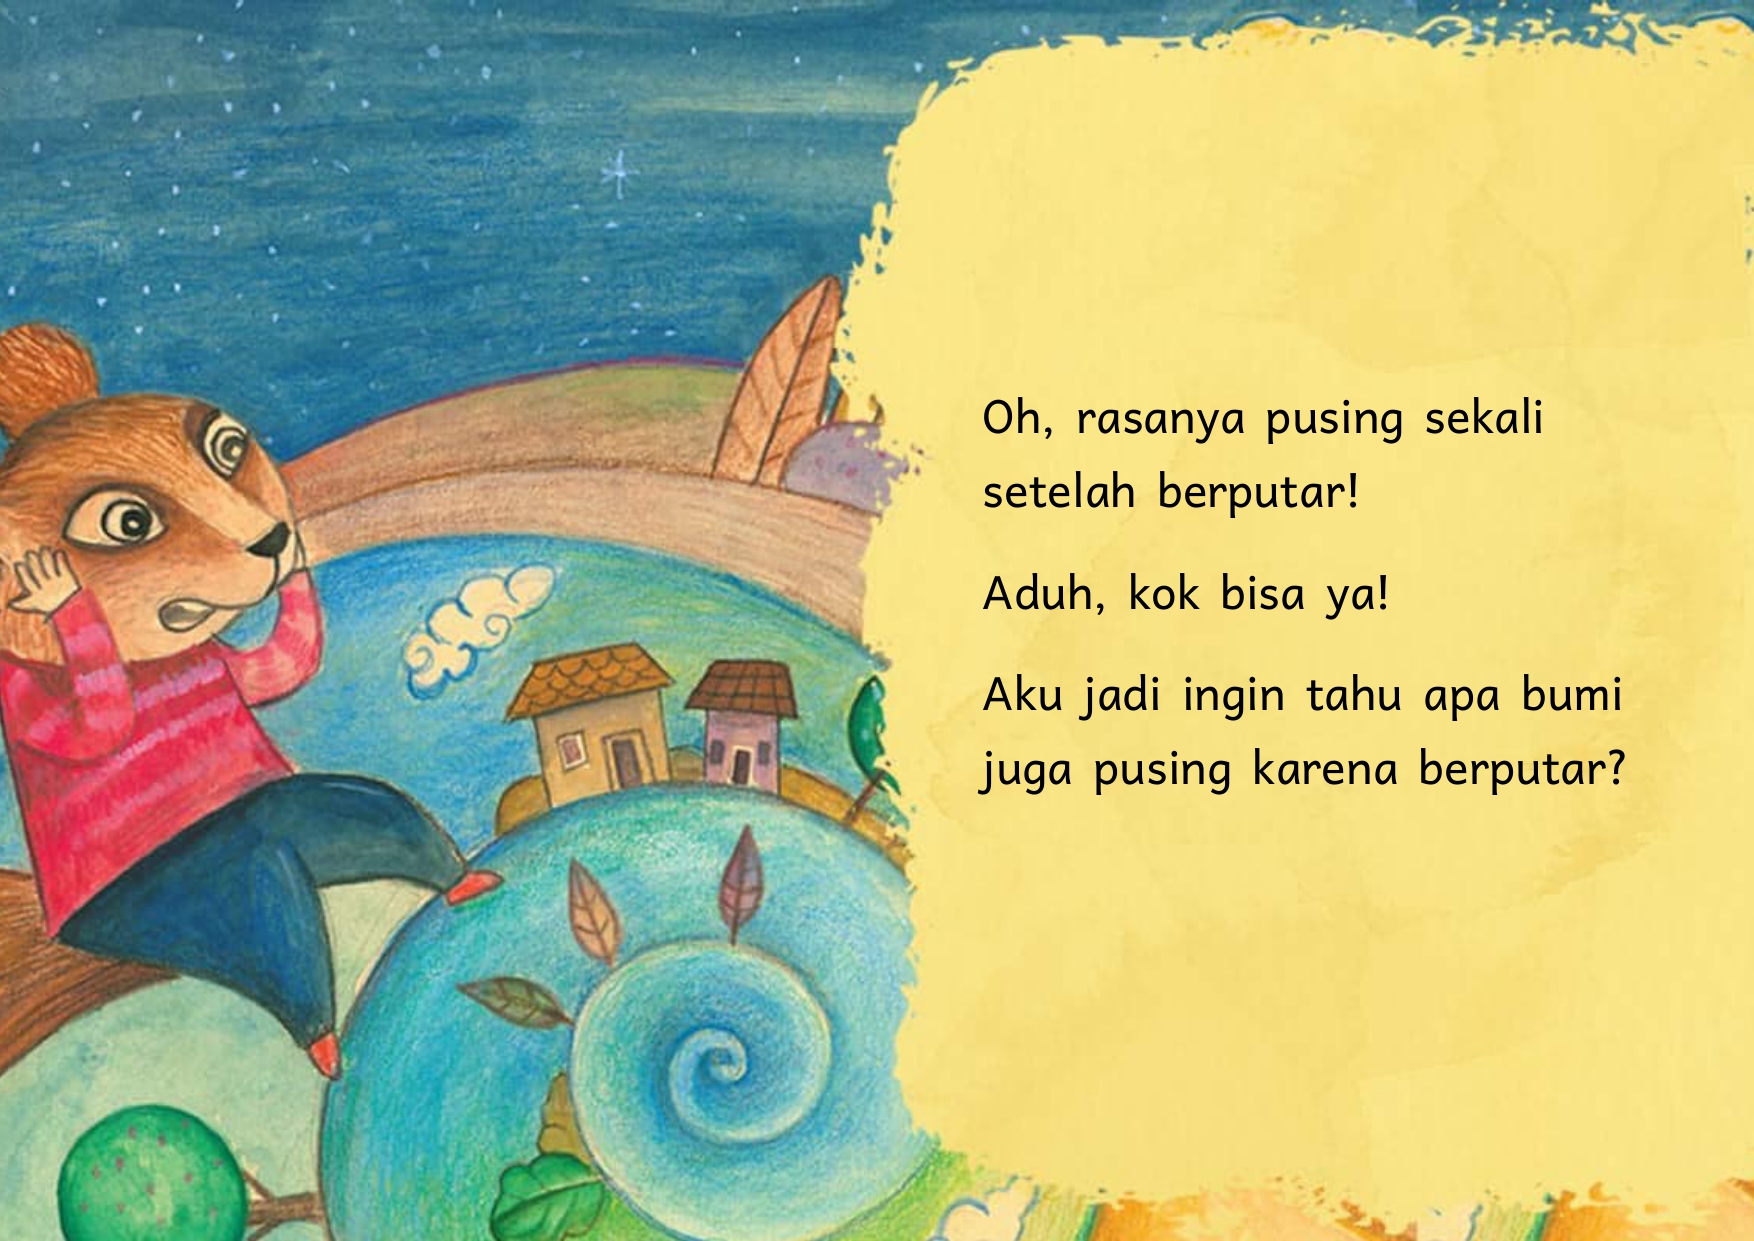 Oh, rasanya pusing sekali
setelah berputar!
Aduh, kok bisa ya!
Aku jadi ingin tahu apa bumi
juga pusing karena berputar?